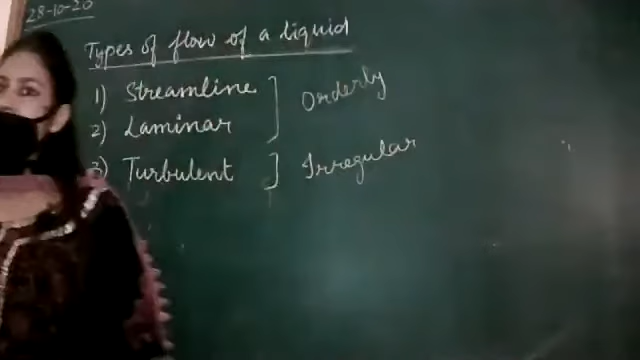 28-10-20
Types of flow of a liquid
1) Streamline
Orderly
2) Laminar
3) Turbulent ] Irregular